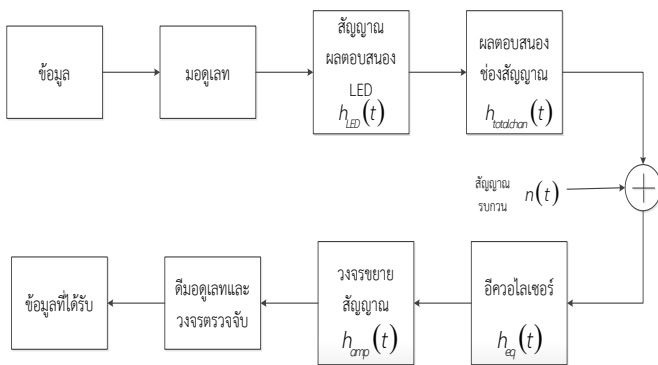 ข้อมูล
มอดูเลท
สัญญาณ
ผลตอบสนอง
LED
h_LED(t)
ผลตอบสนอง
ช่องสัญญาณ
h_totalchan(t)
สัญญาณ
รบกวน
n(t)
+
ข้อมูลที่ได้รับ
ดีมอดูเลทและ
วงจรตรวจจับ
วงจรขยาย
สัญญาณ
h_amp(t)
อีควอไลเซอร์
h_eq(t)